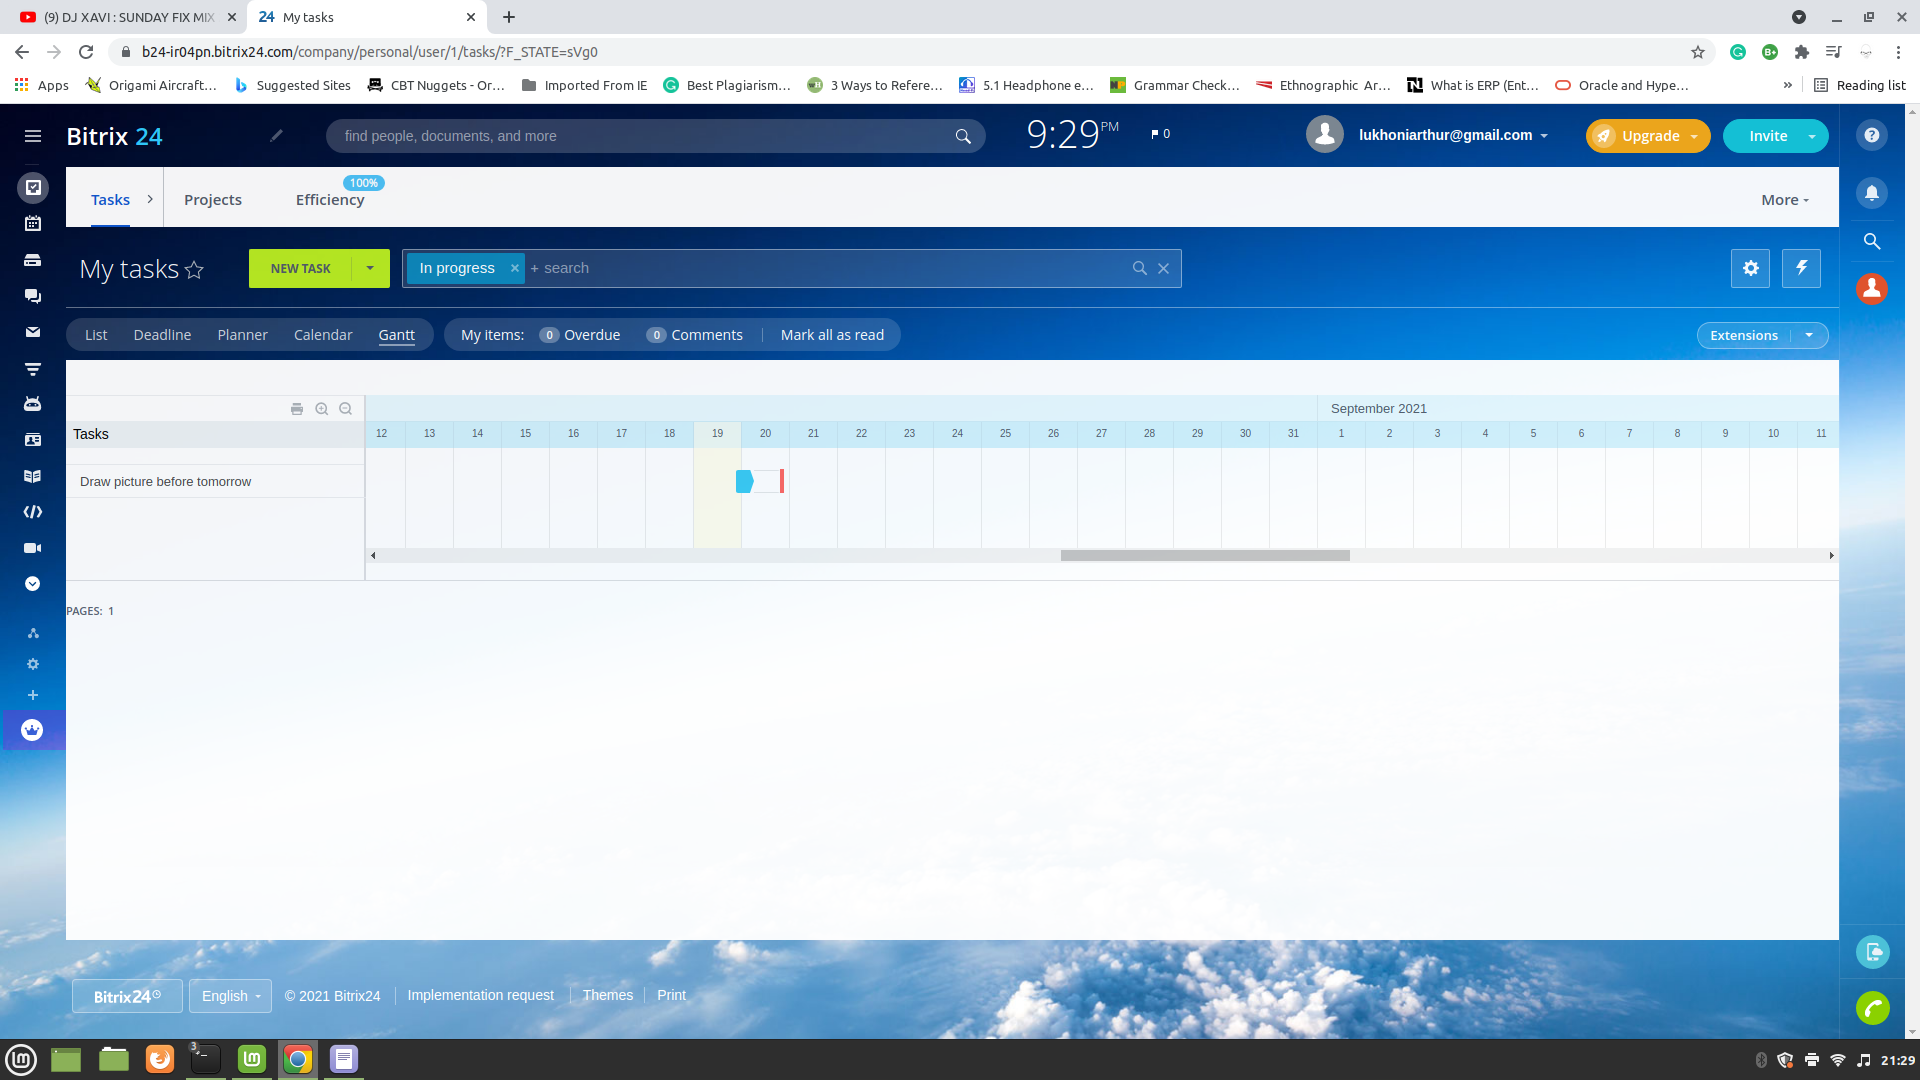 (9) DJ XAVI : SUNDAY FIX MIX
24 My tasks
b24-ir04pn.bitrix24.com/company/personal/user/1/tasks/?F_STATE=sVg0
Apps
Origami Aircraft...
Suggested Sites
CBT Nuggets - Or...
Imported From IE
Best Plagiarism...
3 Ways to Refere...
5.1 Headphone e...
Grammar Check...
Ethnographic Ar...
What is ERP (Ent...
Oracle and Hype...
»
Reading list
Bitrix 24
find people, documents, and more
9:29 PM
0
lukhoniarthur@gmail.com
Upgrade
Invite
Tasks
Projects
Efficiency
100%
More
My tasks
NEW TASK
In progress ×
+ search
List
Deadline
Planner
Calendar
Gantt
My items:
0 Overdue
0 Comments
Mark all as read
Extensions
September 2021
Tasks
12 13 14 15 16 17 18 19 20 21 22 23 24 25 26 27 28 29 30 31 1 2 3 4 5 6 7 8 9 10 11
Draw picture before tomorrow
PAGES: 1
Bitrix24
English
© 2021 Bitrix24
Implementation request
Themes
Print
3
21:29